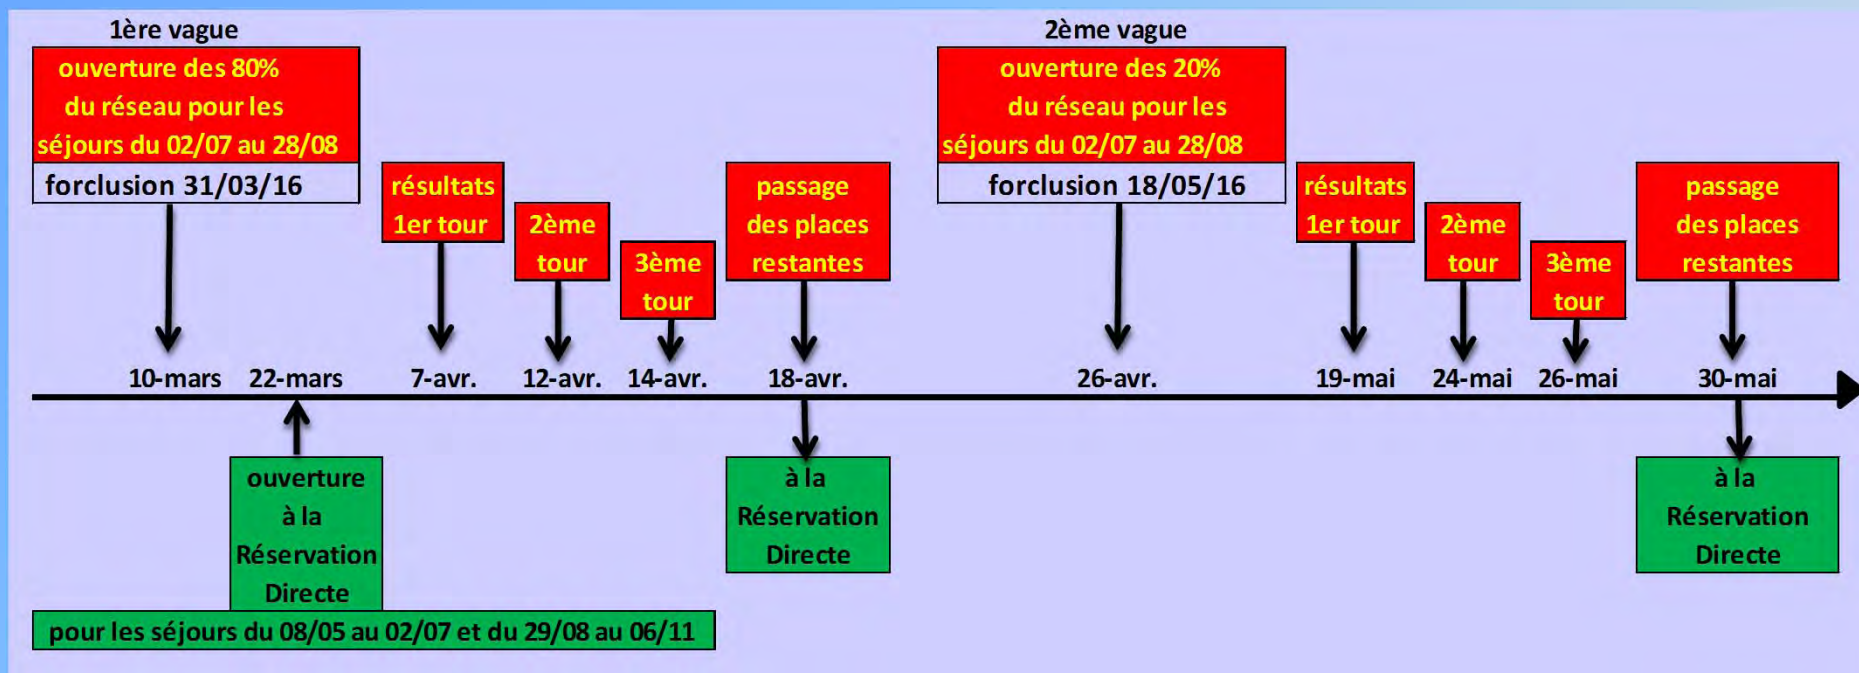 1ère vague
ouverture des 80%
du réseau pour les
séjours du 02/07 au 28/08
forclusion 31/03/16
résultats
1er tour
2ème
tour
3ème
tour
passage
des places
restantes
2ème vague
ouverture des 20%
du réseau pour les
séjours du 02/07 au 28/08
forclusion 18/05/16
résultats
1er tour
2ème
tour
3ème
tour
passage
des places
restantes
10-mars 22-mars 7-avr. 12-avr. 14-avr. 18-avr. 26-avr. 19-mai 24-mai 26-mai 30-mai
ouverture
à la
Réservation
Directe
pour les séjours du 08/05 au 02/07 et du 29/08 au 06/11
à la
Réservation
Directe
à la
Réservation
Directe